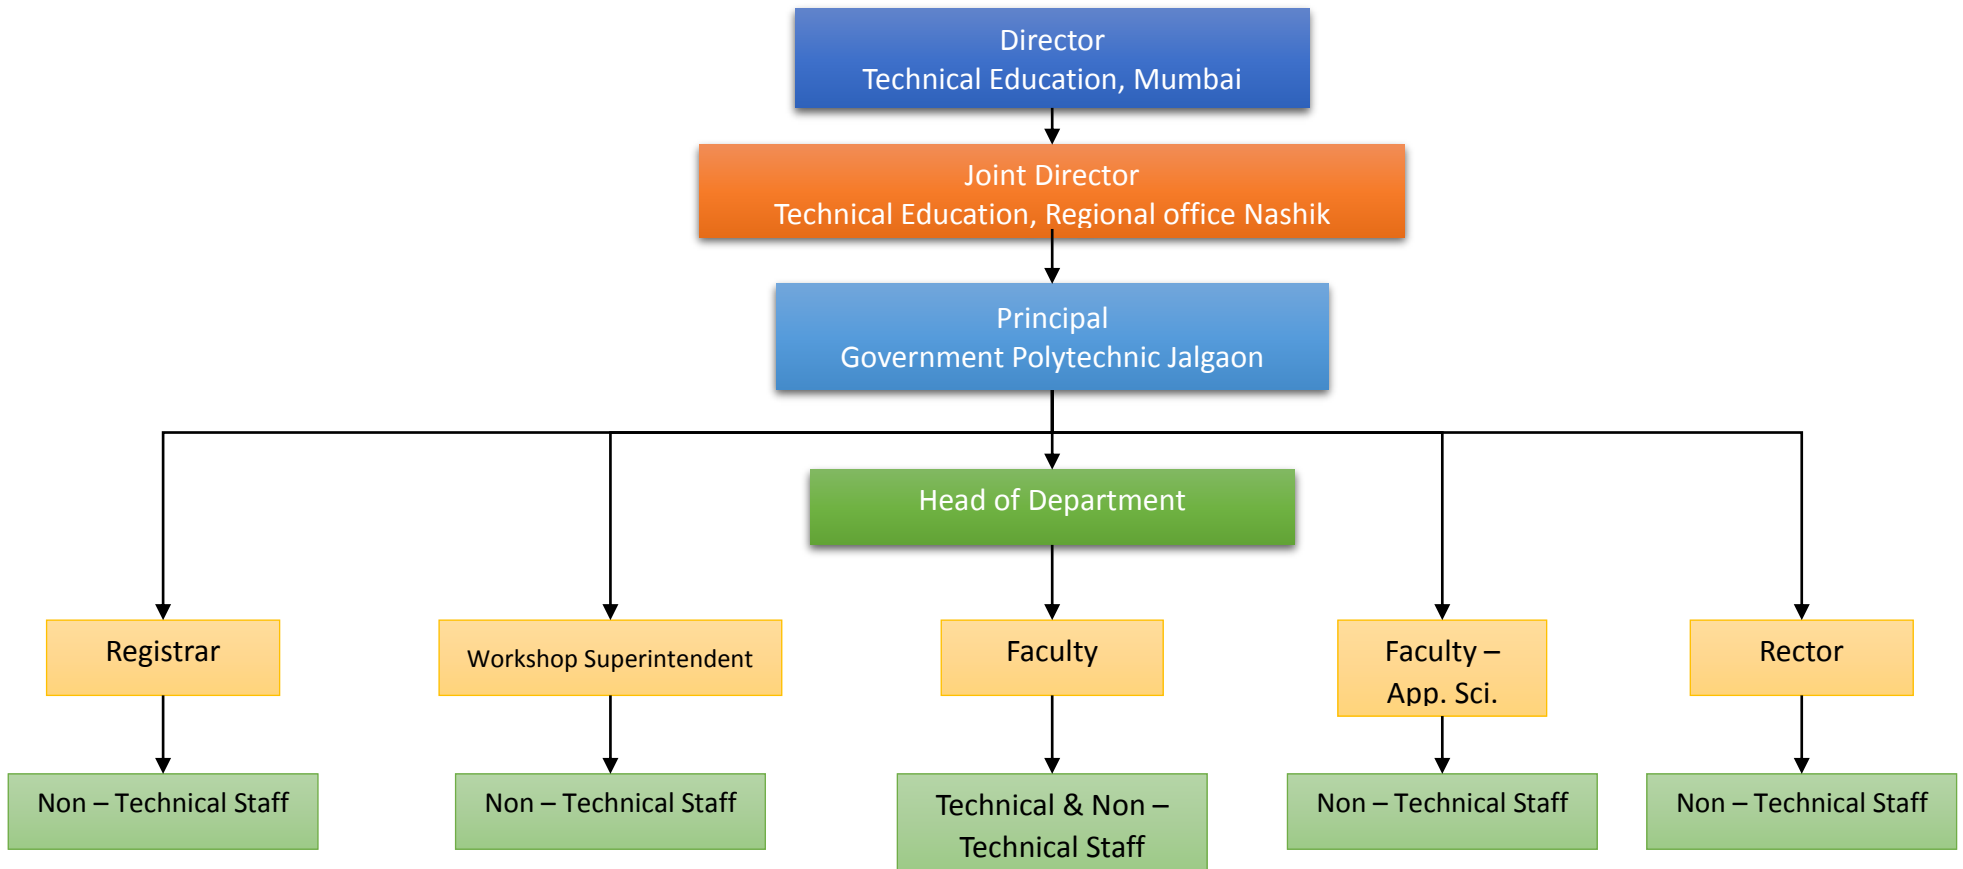 Director
Technical Education, Mumbai
Joint Director
Technical Education, Regional office Nashik
Principal
Government Polytechnic Jalgaon
Head of Department
Registrar
Workshop Superintendent
Faculty
Faculty –
App. Sci.
Rector
Non – Technical Staff
Non – Technical Staff
Technical & Non –
Technical Staff
Non – Technical Staff
Non – Technical Staff